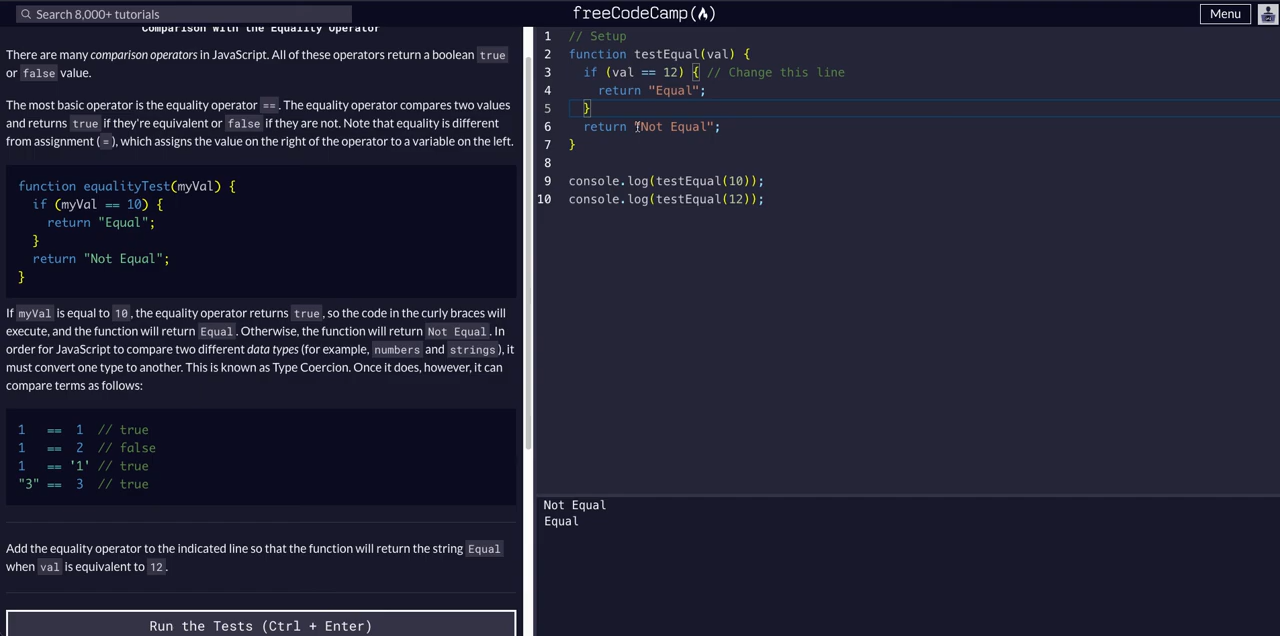 Search 8,000+ tutorials
freeCodeCamp(🔥)
Menu
Comparison with the Equality Operator
There are many comparison operators in JavaScript. All of these operators return a boolean true
or false value.
The most basic operator is the equality operator ==. The equality operator compares two values
and returns true if they're equivalent or false if they are not. Note that equality is different
from assignment (=), which assigns the value on the right of the operator to a variable on the left.
function equalityTest(myVal) {
  if (myVal == 10) {
    return "Equal";
  }
  return "Not Equal";
}
If myVal is equal to 10, the equality operator returns true, so the code in the curly braces will
execute, and the function will return Equal. Otherwise, the function will return Not Equal. In
order for JavaScript to compare two different data types (for example, numbers and strings), it
must convert one type to another. This is known as Type Coercion. Once it does, however, it can
compare terms as follows:
1   ==  1  // true
1   ==  2  // false
1   == '1' // true
"3" ==  3  // true
Add the equality operator to the indicated line so that the function will return the string Equal
when val is equivalent to 12.
Run the Tests (Ctrl + Enter)
1 // Setup
2 function testEqual(val) {
3   if (val == 12) { // Change this line
4     return "Equal";
5   }
6   return "Not Equal";
7 }
8
9 console.log(testEqual(10));
10 console.log(testEqual(12));
Not Equal
Equal